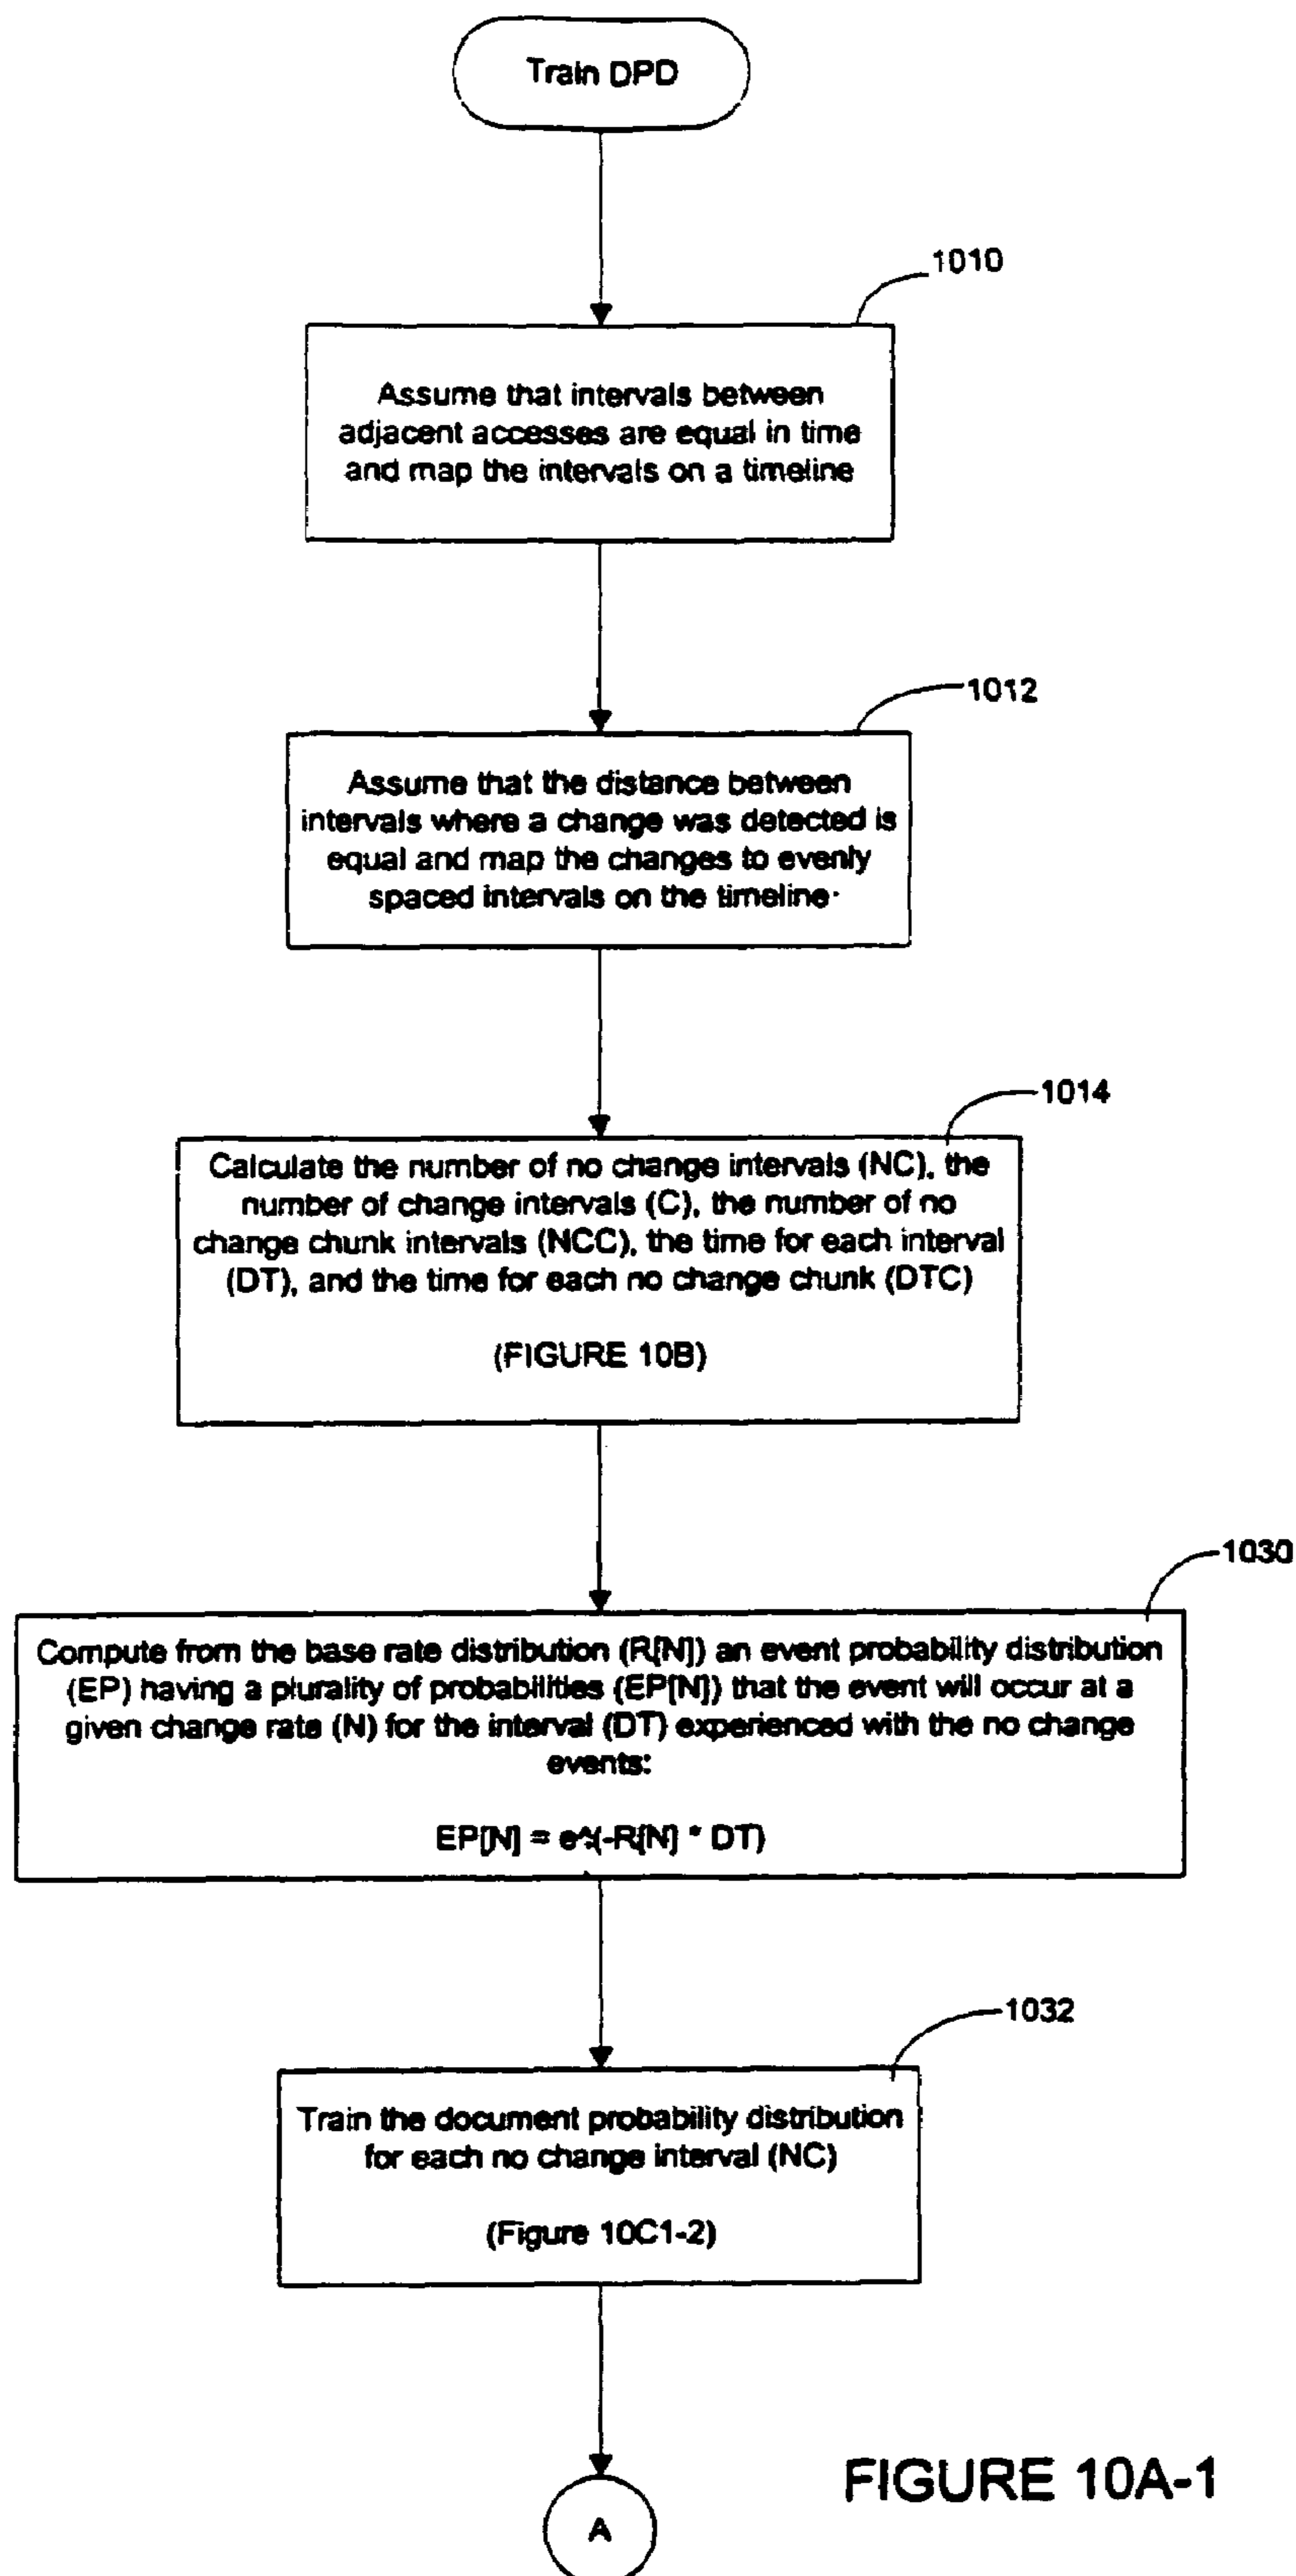 Train DPD
1010
Assume that intervals between
adjacent accesses are equal in time
and map the intervals on a timeline
1012
Assume that the distance between
intervals where a change was detected is
equal and map the changes to evenly
spaced intervals on the timeline
1014
Calculate the number of no change intervals (NC), the
number of change intervals (C), the number of no
change chunk intervals (NCC), the time for each interval
(DT), and the time for each no change chunk (DTC)
(FIGURE 10B)
1030
Compute from the base rate distribution (R[N]) an event probability distribution
(EP) having a plurality of probabilities (EP[N]) that the event will occur at a
given change rate (N) for the interval (DT) experienced with the no change
events:
EP[N] = e^(-R[N] * DT)
1032
Train the document probability distribution
for each no change interval (NC)
(Figure 10C1-2)
A
FIGURE 10A-1